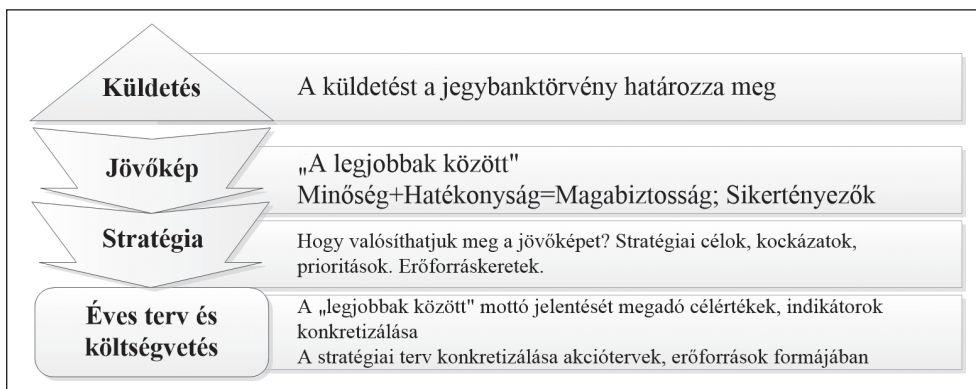 Küldetés
A küldetést a jegybanktörvény határozza meg
Jövőkép
„A legjobbak között"
Minőség+Hatékonyság=Magabiztosság; Sikertényezők
Stratégia
Hogy valósíthatjuk meg a jövőképet? Stratégiai célok, kockázatok,
prioritások. Erőforráskeretek.
Éves terv és
költségvetés
A „legjobbak között" mottó jelentését megadó célértékek, indikátorok
konkretizálása
A stratégiai terv konkretizálása akciótervek, erőforrások formájában